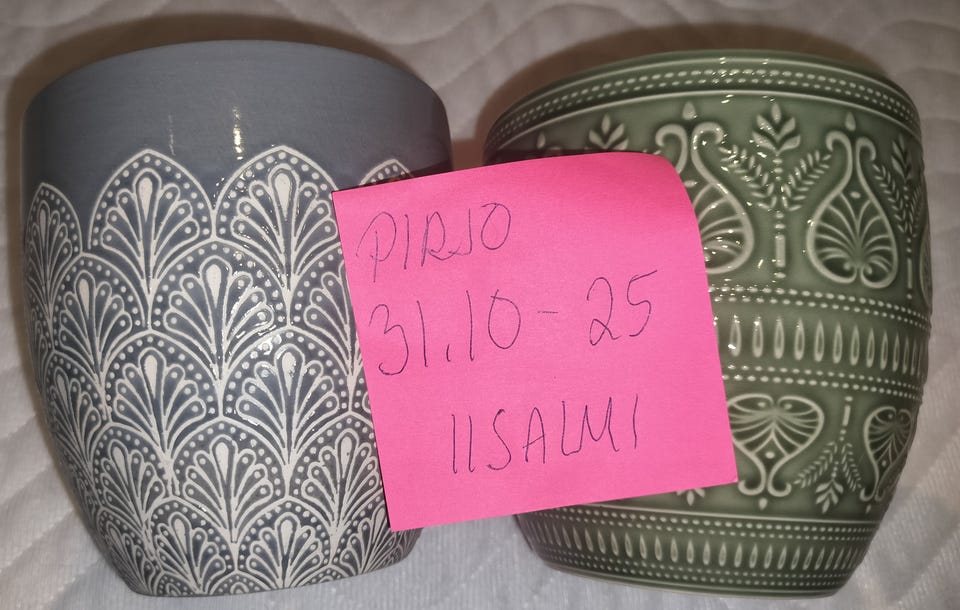 PIRJO
31.10 - 25
IISALMI